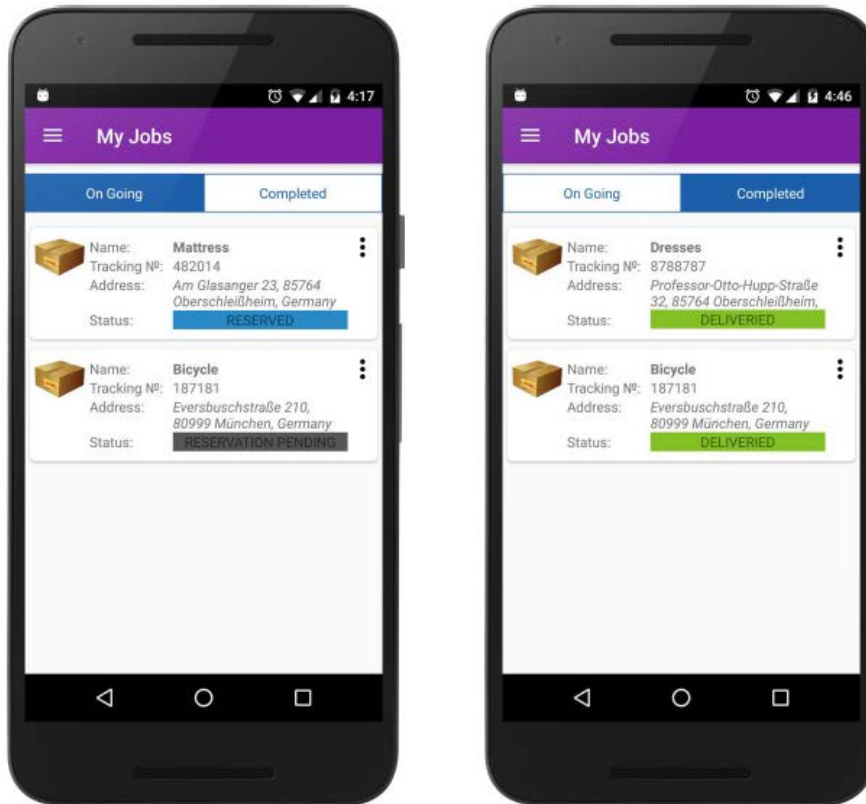 4:17
My Jobs
On Going Completed
Name: Mattress
Tracking Nº: 482014
Address: Am Glasanger 23, 85764
Oberschleißheim, Germany
Status: RESERVED
Name: Bicycle
Tracking Nº: 187181
Address: Eversbuschstraße 210,
80999 München, Germany
Status: RESERVATION PENDING
4:46
My Jobs
On Going Completed
Name: Dresses
Tracking Nº: 8788787
Address: Professor-Otto-Hupp-Straße
32, 85764 Oberschleißheim,
Status: DELIVERIED
Name: Bicycle
Tracking Nº: 187181
Address: Eversbuschstraße 210,
80999 München, Germany
Status: DELIVERIED